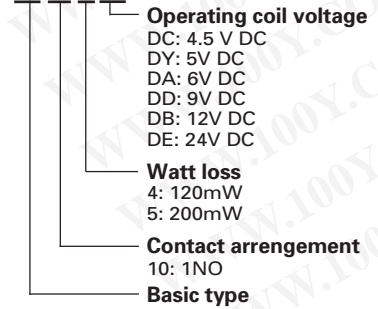 Operating coil voltage
DC: 4.5 V DC
DY: 5V DC
DA: 6V DC
DD: 9V DC
DB: 12V DC
DE: 24V DC
Watt loss
4: 120mW
5: 200mW
Contact arrengement
10: 1NO
Basic type